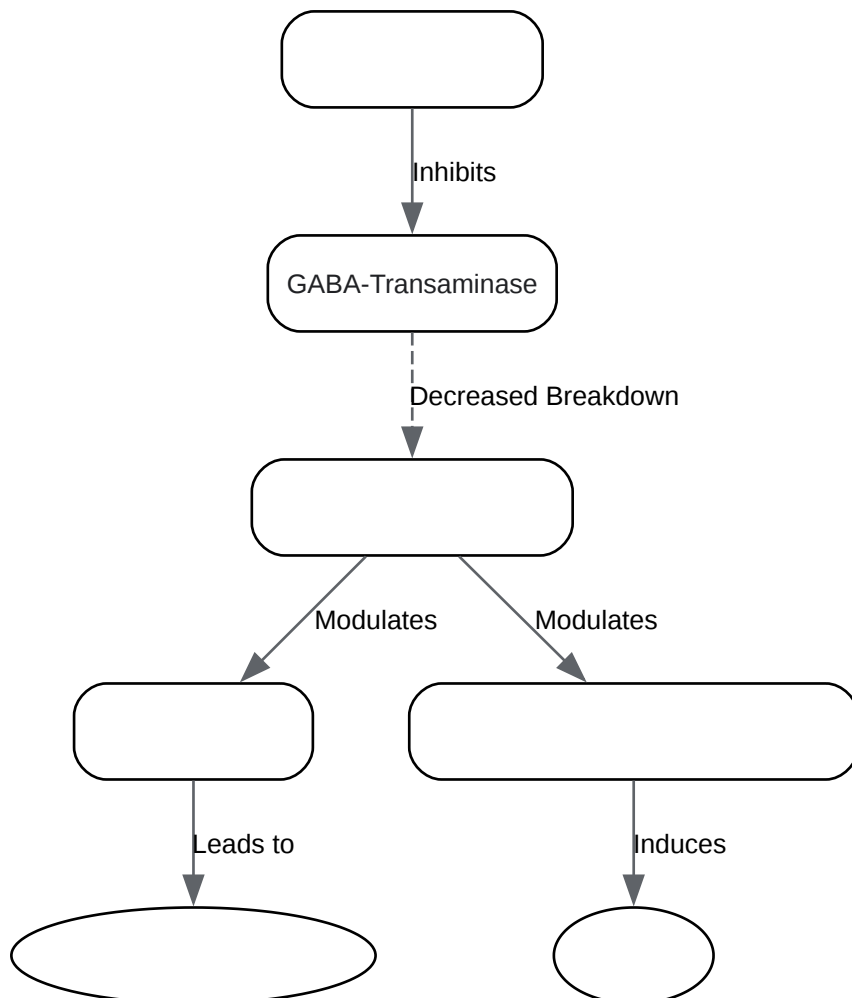 Inhibits
GABA-Transaminase
Decreased Breakdown
Modulates
Modulates
Leads to
Induces